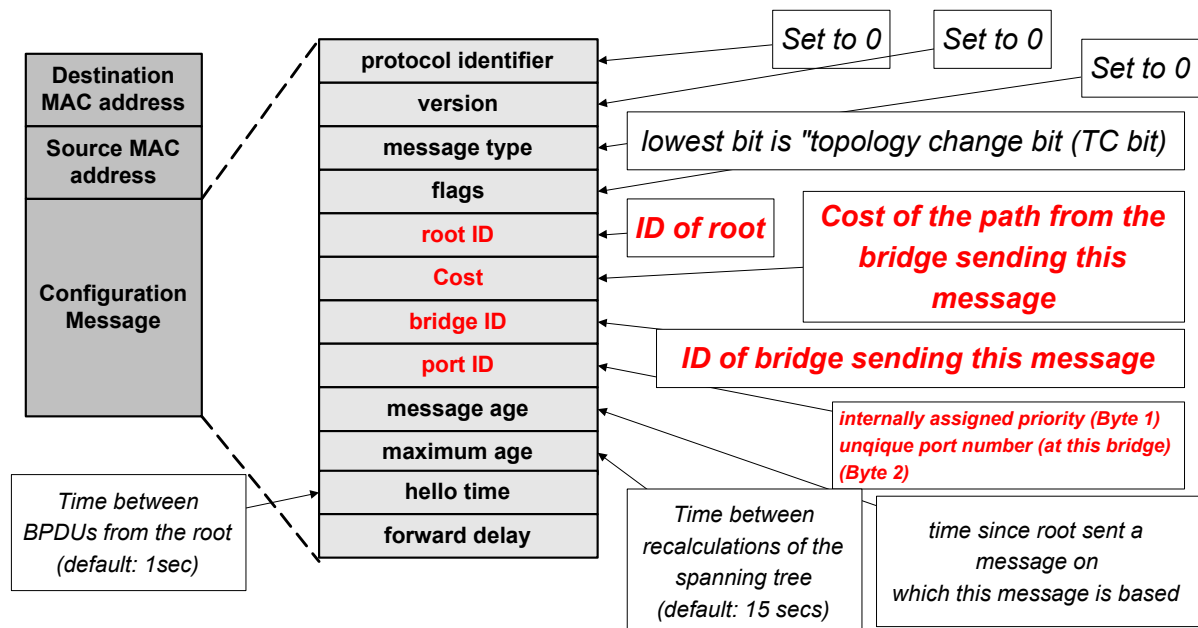 Destination
MAC address
Source MAC
address
Configuration
Message
protocol identifier
version
message type
flags
root ID
Cost
bridge ID
port ID
message age
maximum age
hello time
forward delay
Set to 0
Set to 0
Set to 0
lowest bit is "topology change bit (TC bit)
ID of root
Cost of the path from the
bridge sending this
message
ID of bridge sending this message
internally assigned priority (Byte 1)
unqique port number (at this bridge)
(Byte 2)
Time between
BPDUs from the root
(default: 1sec)
Time between
recalculations of the
spanning tree
(default: 15 secs)
time since root sent a
message on
which this message is based